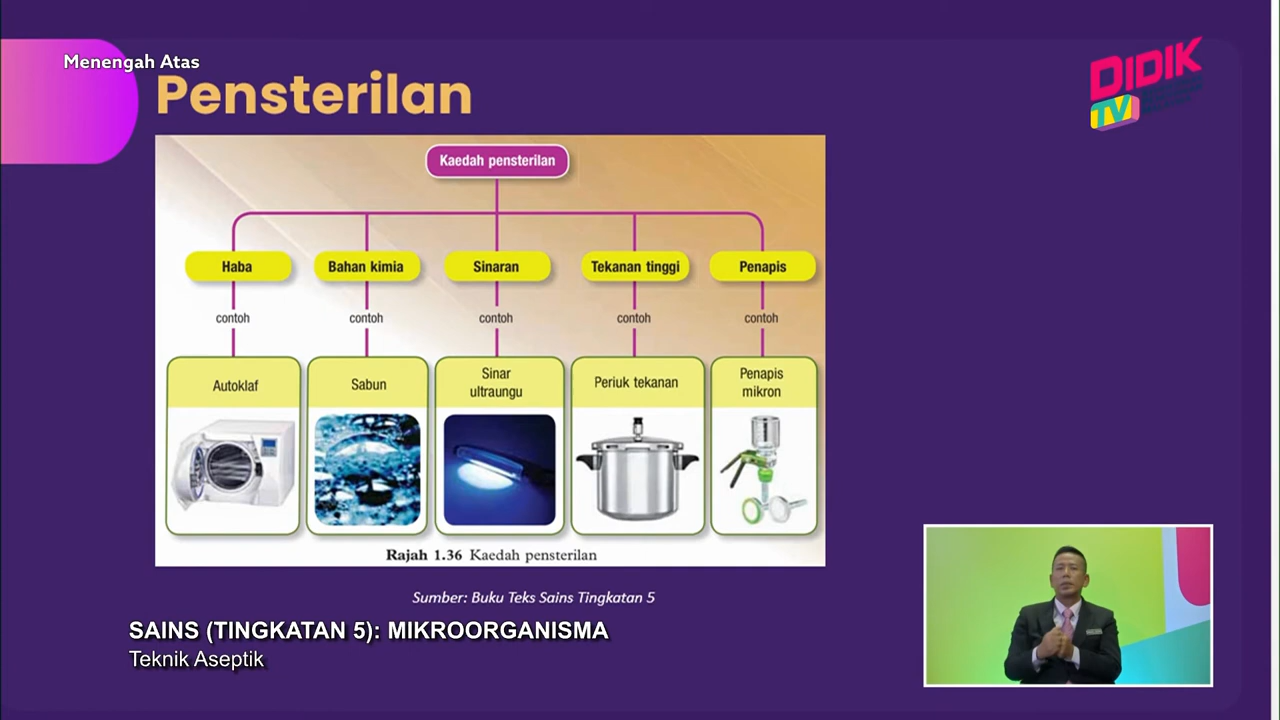 Menengah Atas
Pensterilan
DIDIK
TV
Kaedah pensterilan
Haba
Bahan kimia
Sinaran
Tekanan tinggi
Penapis
contoh
contoh
contoh
contoh
contoh
Autoklaf
Sabun
Sinar
ultraungu
Periuk tekanan
Penapis
mikron
Rajah 1.36 Kaedah pensterilan
Sumber: Buku Teks Sains Tingkatan 5
SAINS (TINGKATAN 5): MIKROORGANISMA
Teknik Aseptik